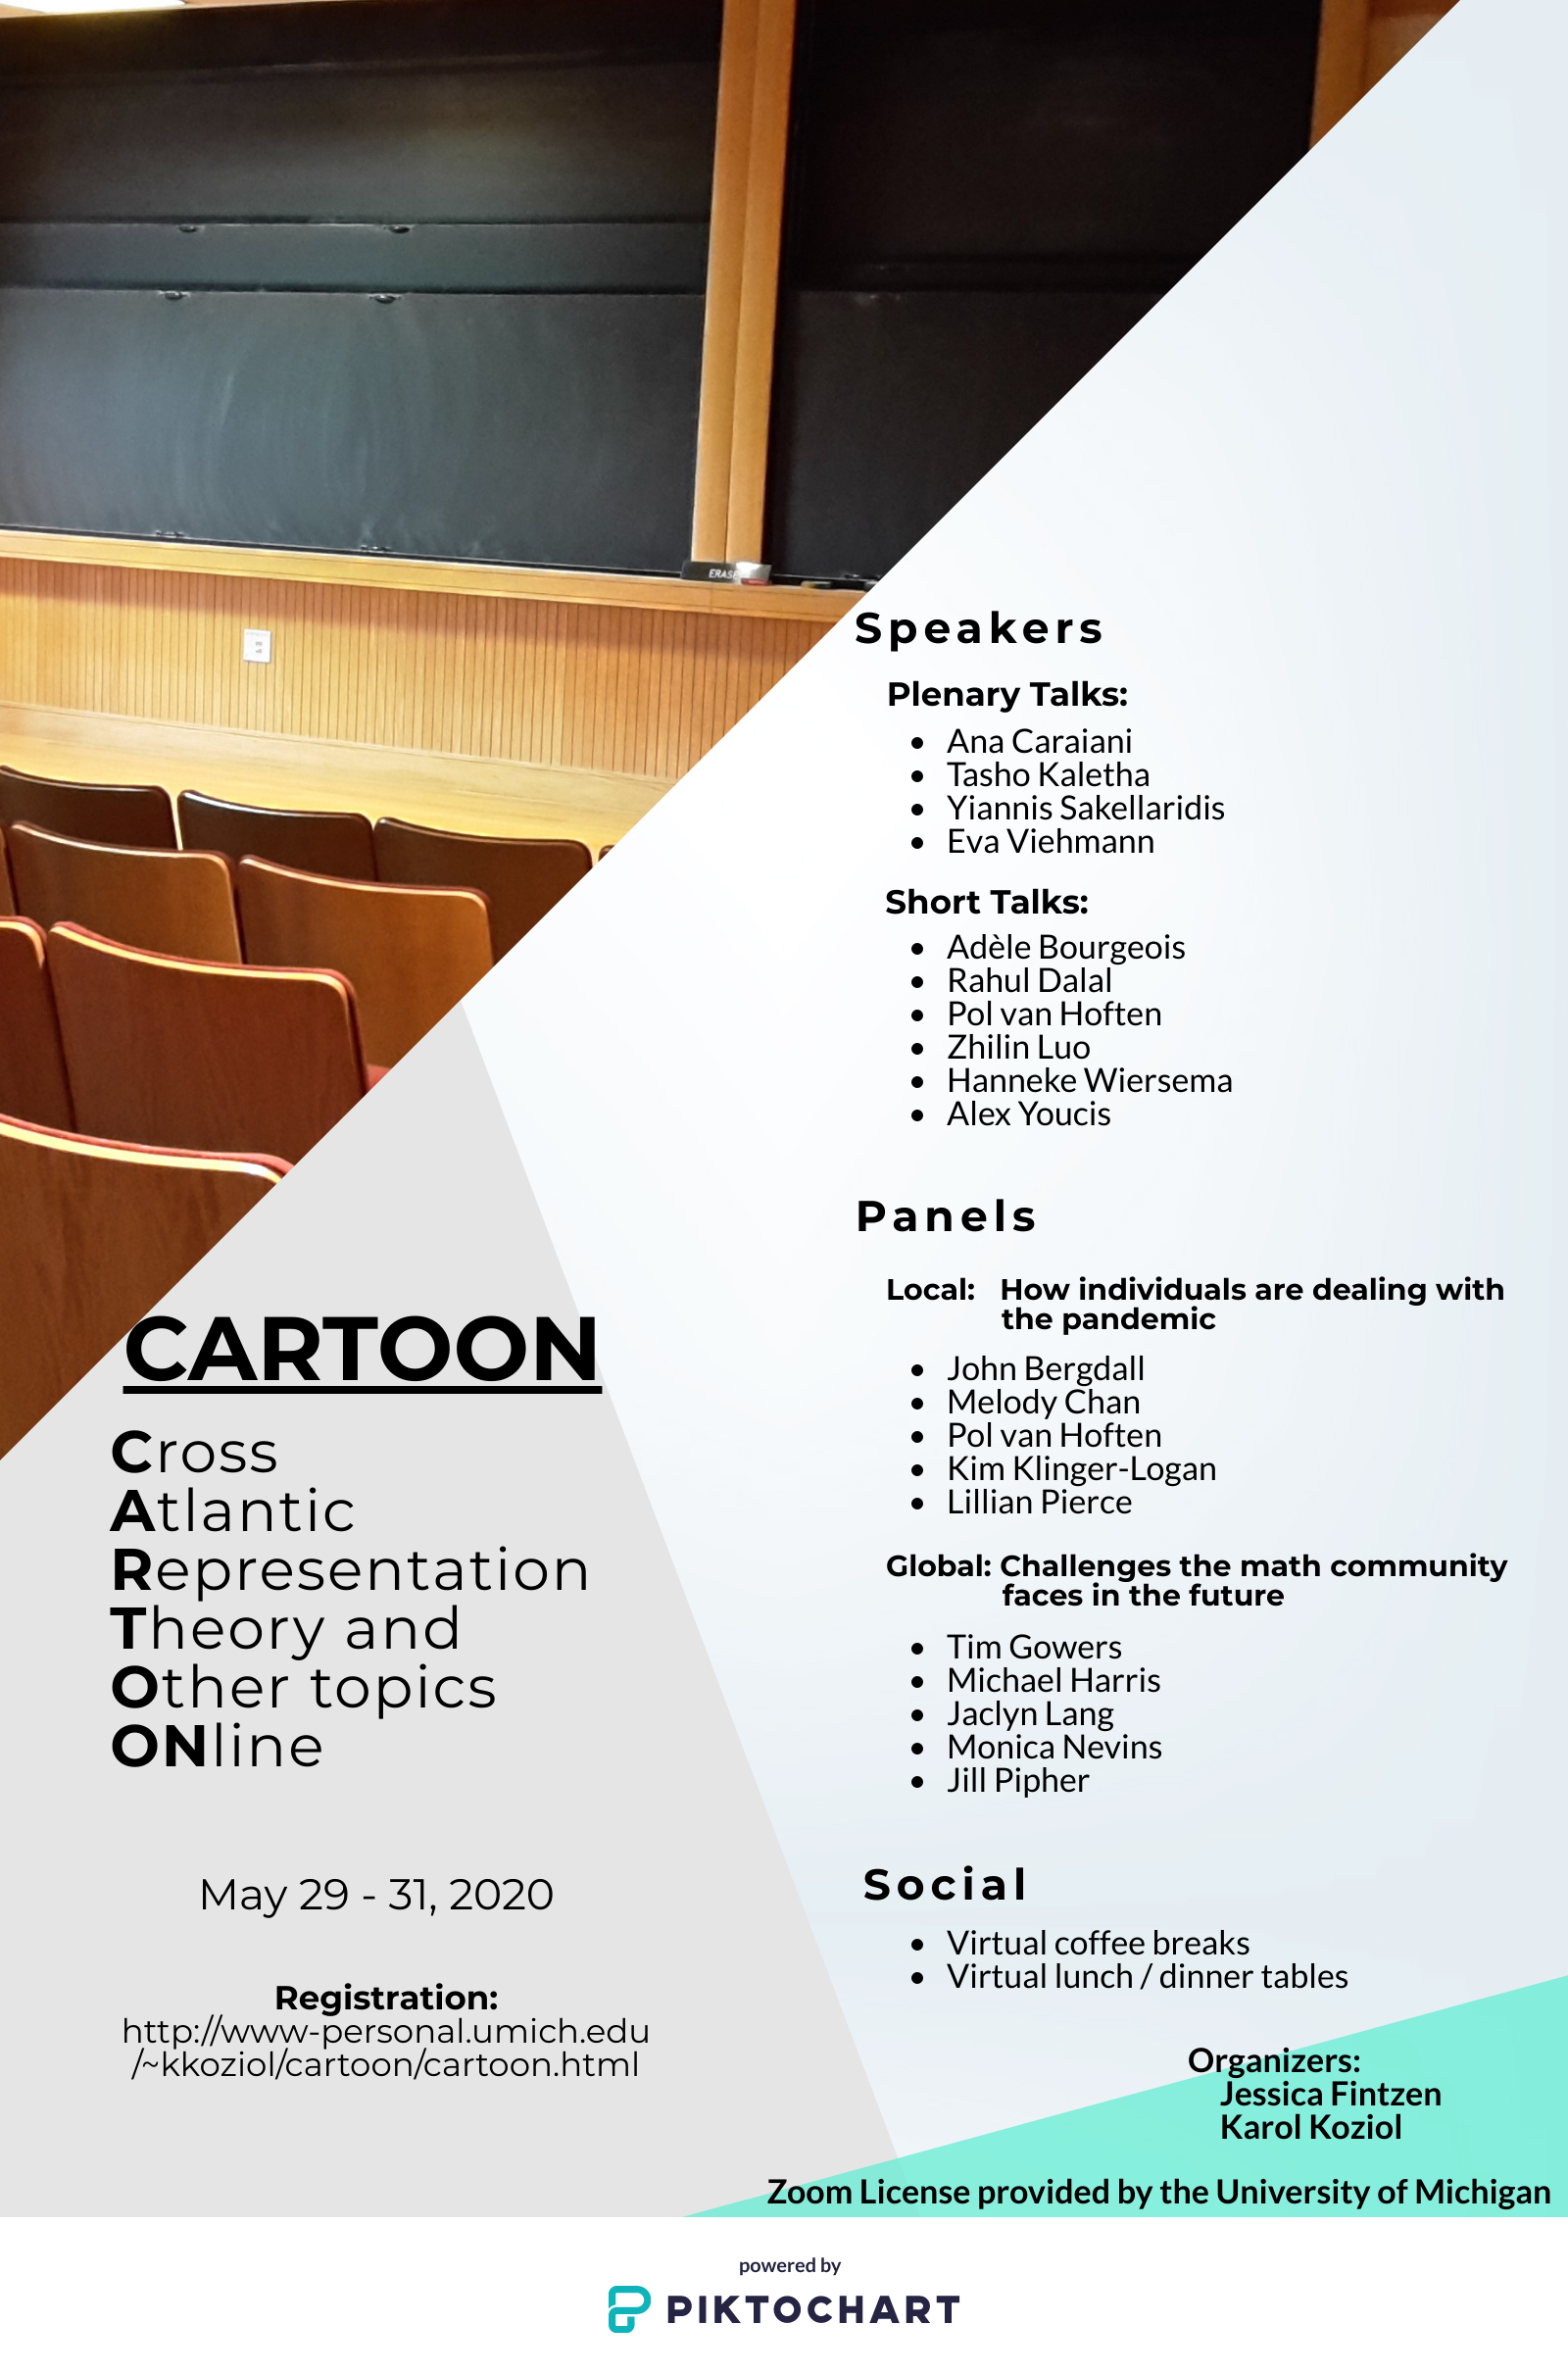 ERASE
CARTOON
Cross
Atlantic
Representation
Theory and
Other topics
ONline
May 29 - 31, 2020
Registration:
http://www-personal.umich.edu
/~kkoziol/cartoon/cartoon.html
Speakers
Plenary Talks:
• Ana Caraiani
• Tasho Kaletha
• Yiannis Sakellaridis
• Eva Viehmann
Short Talks:
• Adèle Bourgeois
• Rahul Dalal
• Pol van Hoften
• Zhilin Luo
• Hanneke Wiersema
• Alex Youcis
Panels
Local: How individuals are dealing with
the pandemic
• John Bergdall
• Melody Chan
• Pol van Hoften
• Kim Klinger-Logan
• Lillian Pierce
Global: Challenges the math community
faces in the future
• Tim Gowers
• Michael Harris
• Jaclyn Lang
• Monica Nevins
• Jill Pipher
Social
• Virtual coffee breaks
• Virtual lunch / dinner tables
Organizers:
Jessica Fintzen
Karol Koziol
Zoom License provided by the University of Michigan
powered by
PIKTOCHART